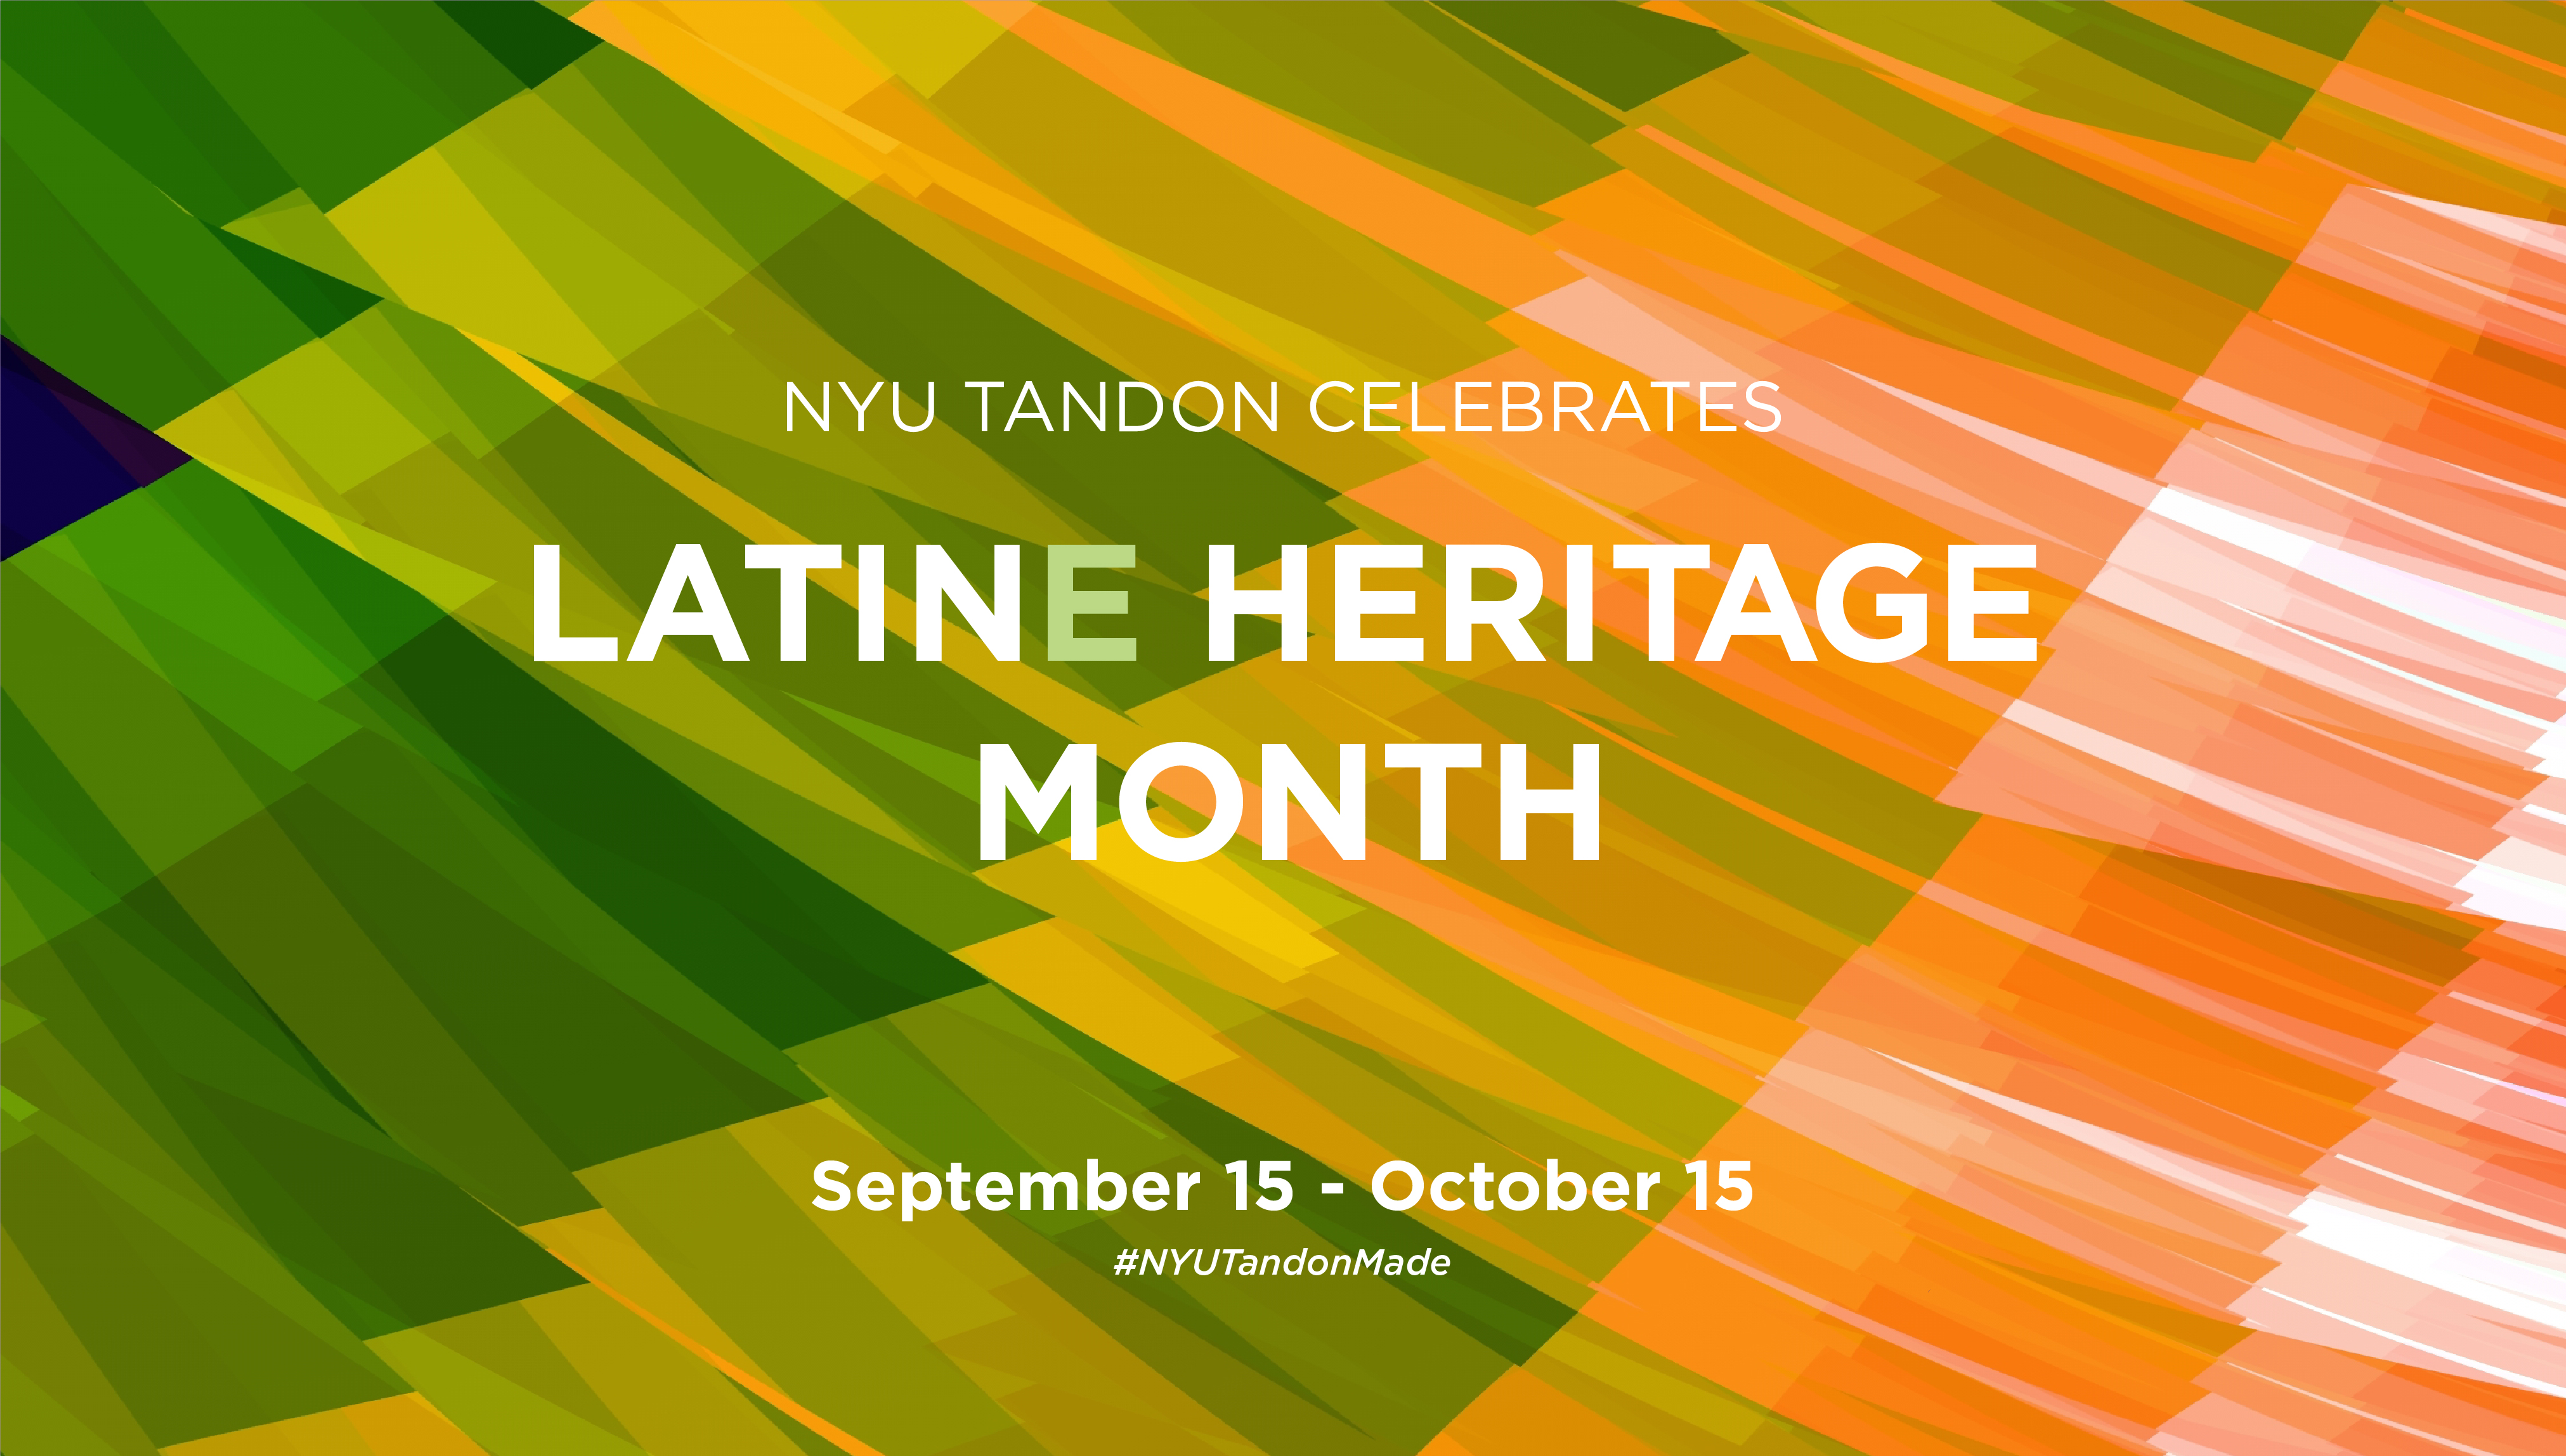 NYU TANDON CELEBRATES
LATINE HERITAGE
MONTH
September 15 - October 15
#NYUTandonMade